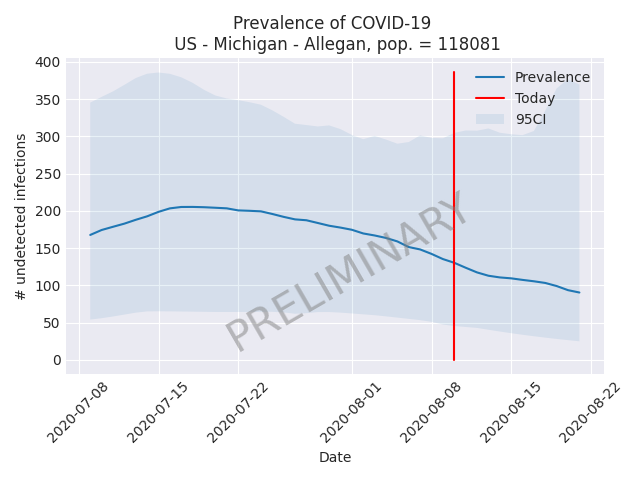 Prevalence of COVID-19
US - Michigan - Allegan, pop. = 118081
400
350
300
250
200
150
100
50
0
# undetected infections
Prevalence
Today
95CI
PRELIMINARY
2020-07-08
2020-07-15
2020-07-22
2020-08-01
2020-08-08
2020-08-15
2020-08-22
Date